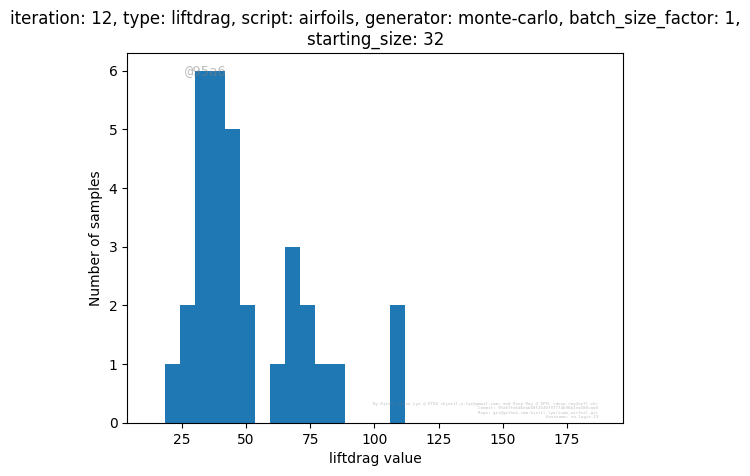 iteration: 12, type: liftdrag, script: airfoils, generator: monte-carlo, batch_size_factor: 1,
starting_size: 32
@95a6
6
5
4
3
2
1
0
Number of samples
25 50 75 100 125 150 175
liftdrag value